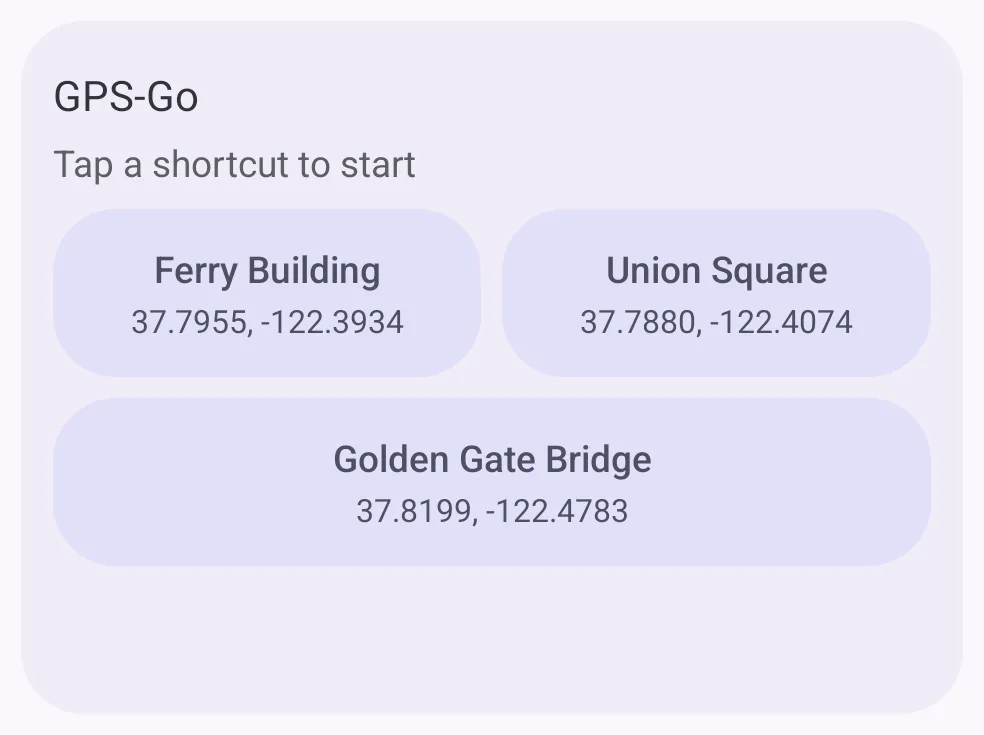 GPS-Go
Tap a shortcut to start
Ferry Building
37.7955, -122.3934
Union Square
37.7880, -122.4074
Golden Gate Bridge
37.8199, -122.4783